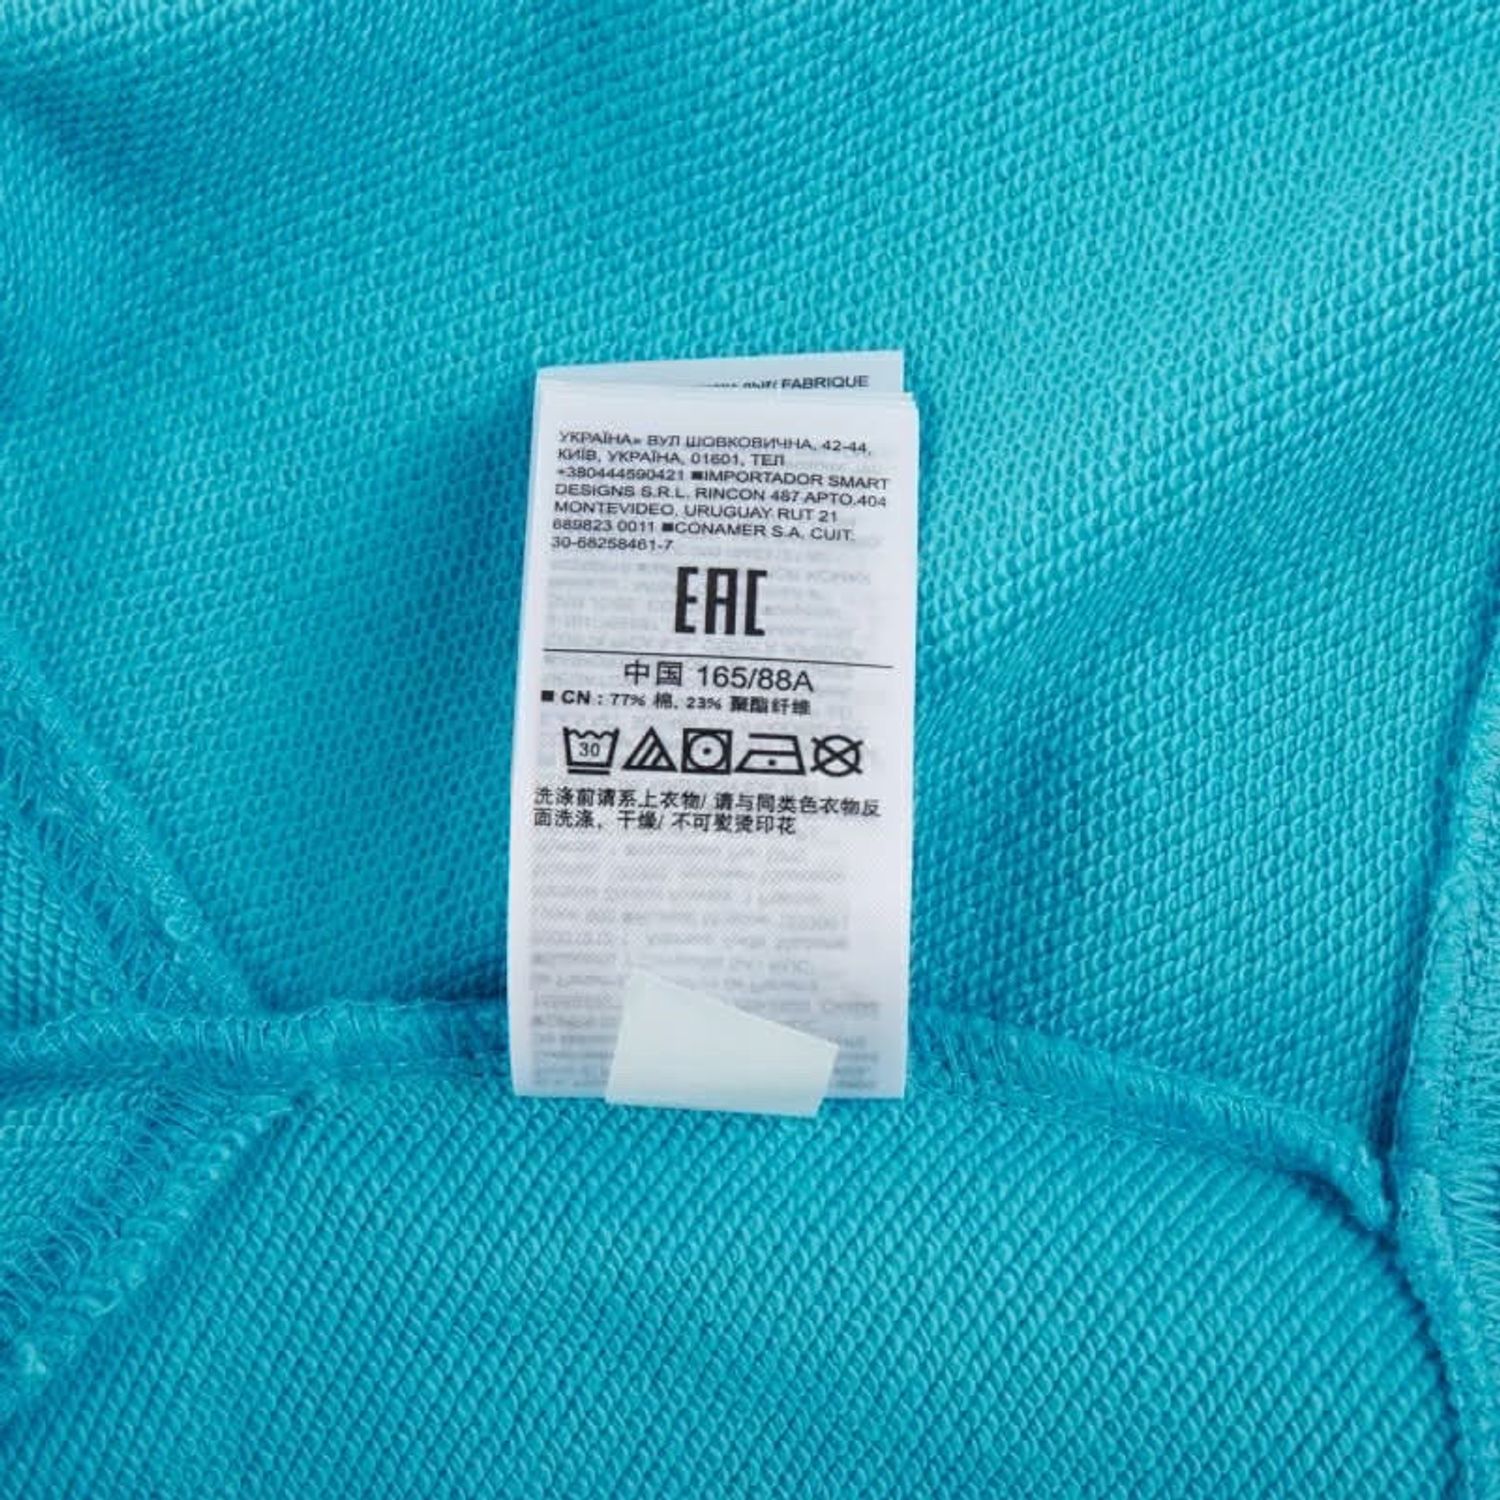 FABRIQUE
УКРАЇНА» ВУЛ ШОВКОВИЧНА, 42-44,
КИЇВ, УКРАЇНА, 01601, ТЕЛ
+380444590421 ■IMPORTADOR SMART
DESIGNS S.R.L. RINCON 487 APTO.404
MONTEVIDEO, URUGUAY RUT 21
689823 0011 ■CONAMER S.A. CUIT.
30-68258461-7
EAC
中国 165/88A
■ CN : 77% 棉, 23% 聚酯纤维
30
洗涤前请系上衣物/ 请与同类色衣物反
面洗涤，干燥/ 不可熨烫印花